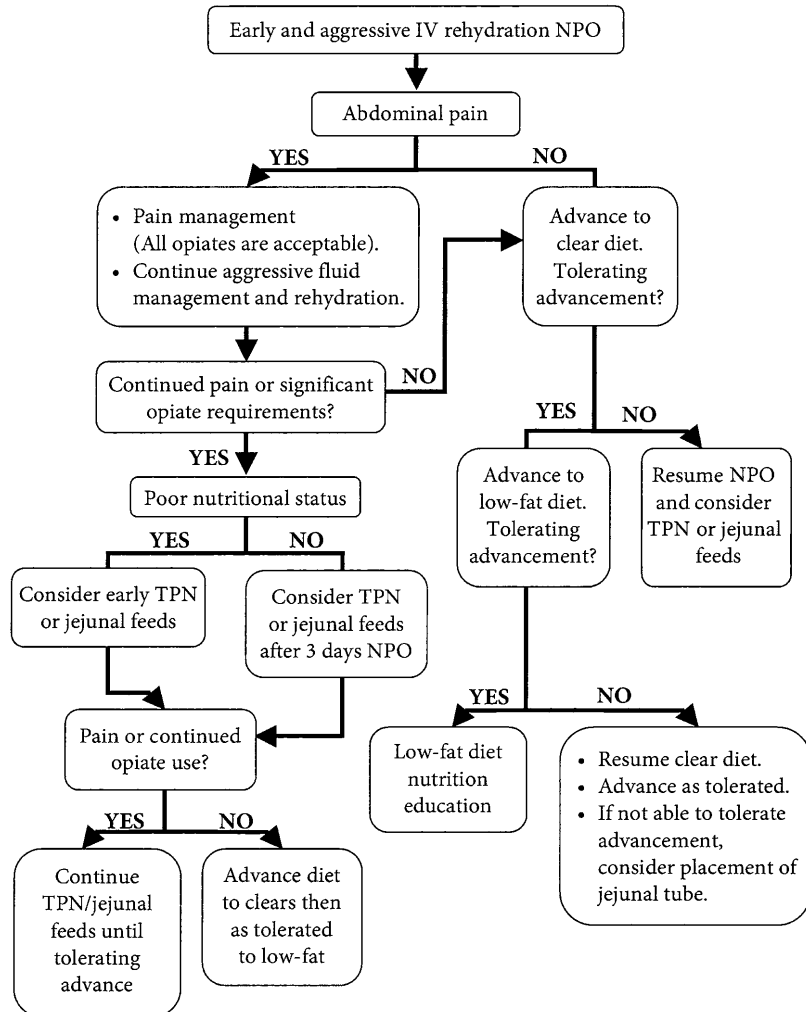 Early and aggressive IV rehydration NPO
Abdominal pain
YES
NO
• Pain management
(All opiates are acceptable).
• Continue aggressive fluid
management and rehydration.
Advance to
clear diet.
Tolerating
advancement?
Continued pain or significant
opiate requirements?
NO
YES
Poor nutritional status
YES
NO
Consider early TPN
or jejunal feeds
Consider TPN
or jejunal feeds
after 3 days NPO
Pain or continued
opiate use?
YES
NO
Continue
TPN/jejunal
feeds until
tolerating
advance
Advance diet
to clears then
as tolerated
to low-fat
YES
NO
Advance to
low-fat diet.
Tolerating
advancement?
Resume NPO
and consider
TPN or jejunal
feeds
YES
NO
Low-fat diet
nutrition
education
• Resume clear diet.
• Advance as tolerated.
• If not able to tolerate
advancement,
consider placement of
jejunal tube.